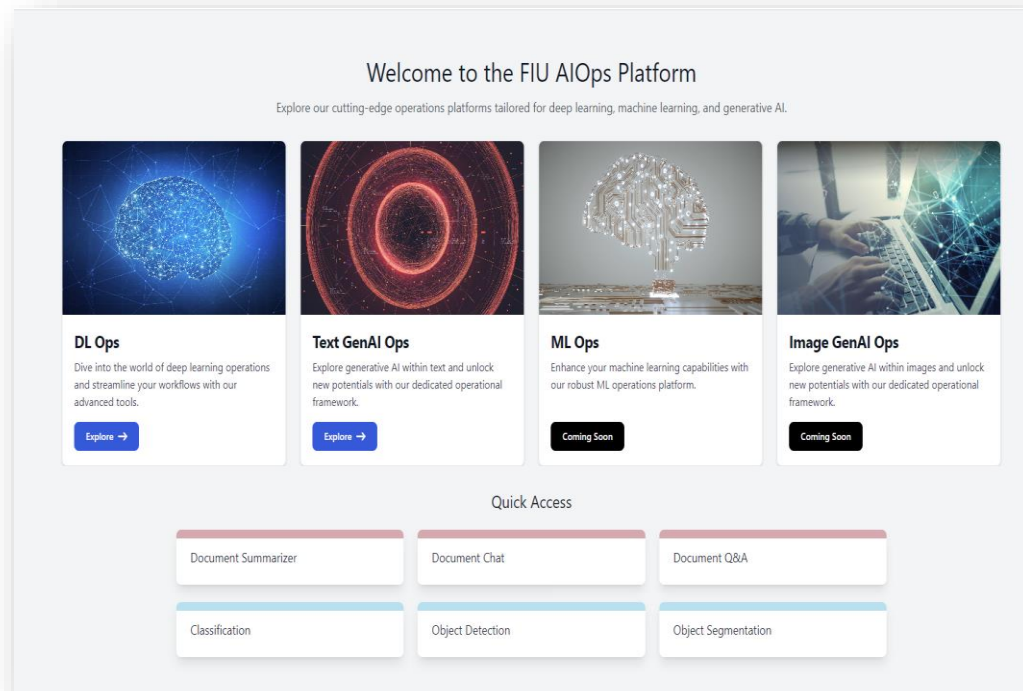 Welcome to the FIU AIOps Platform
Explore our cutting-edge operations platforms tailored for deep learning, machine learning, and generative AI.
DL Ops
Dive into the world of deep learning operations
and streamline your workflows with our
advanced tools.
Explore →
Text GenAI Ops
Explore generative AI within text and unlock
new potentials with our dedicated operational
framework.
Explore →
ML Ops
Enhance your machine learning capabilities with
our robust ML operations platform.
Coming Soon
Image GenAI Ops
Explore generative AI within images and unlock
new potentials with our dedicated operational
framework.
Coming Soon
Quick Access
Document Summarizer
Document Chat
Document Q&A
Classification
Object Detection
Object Segmentation